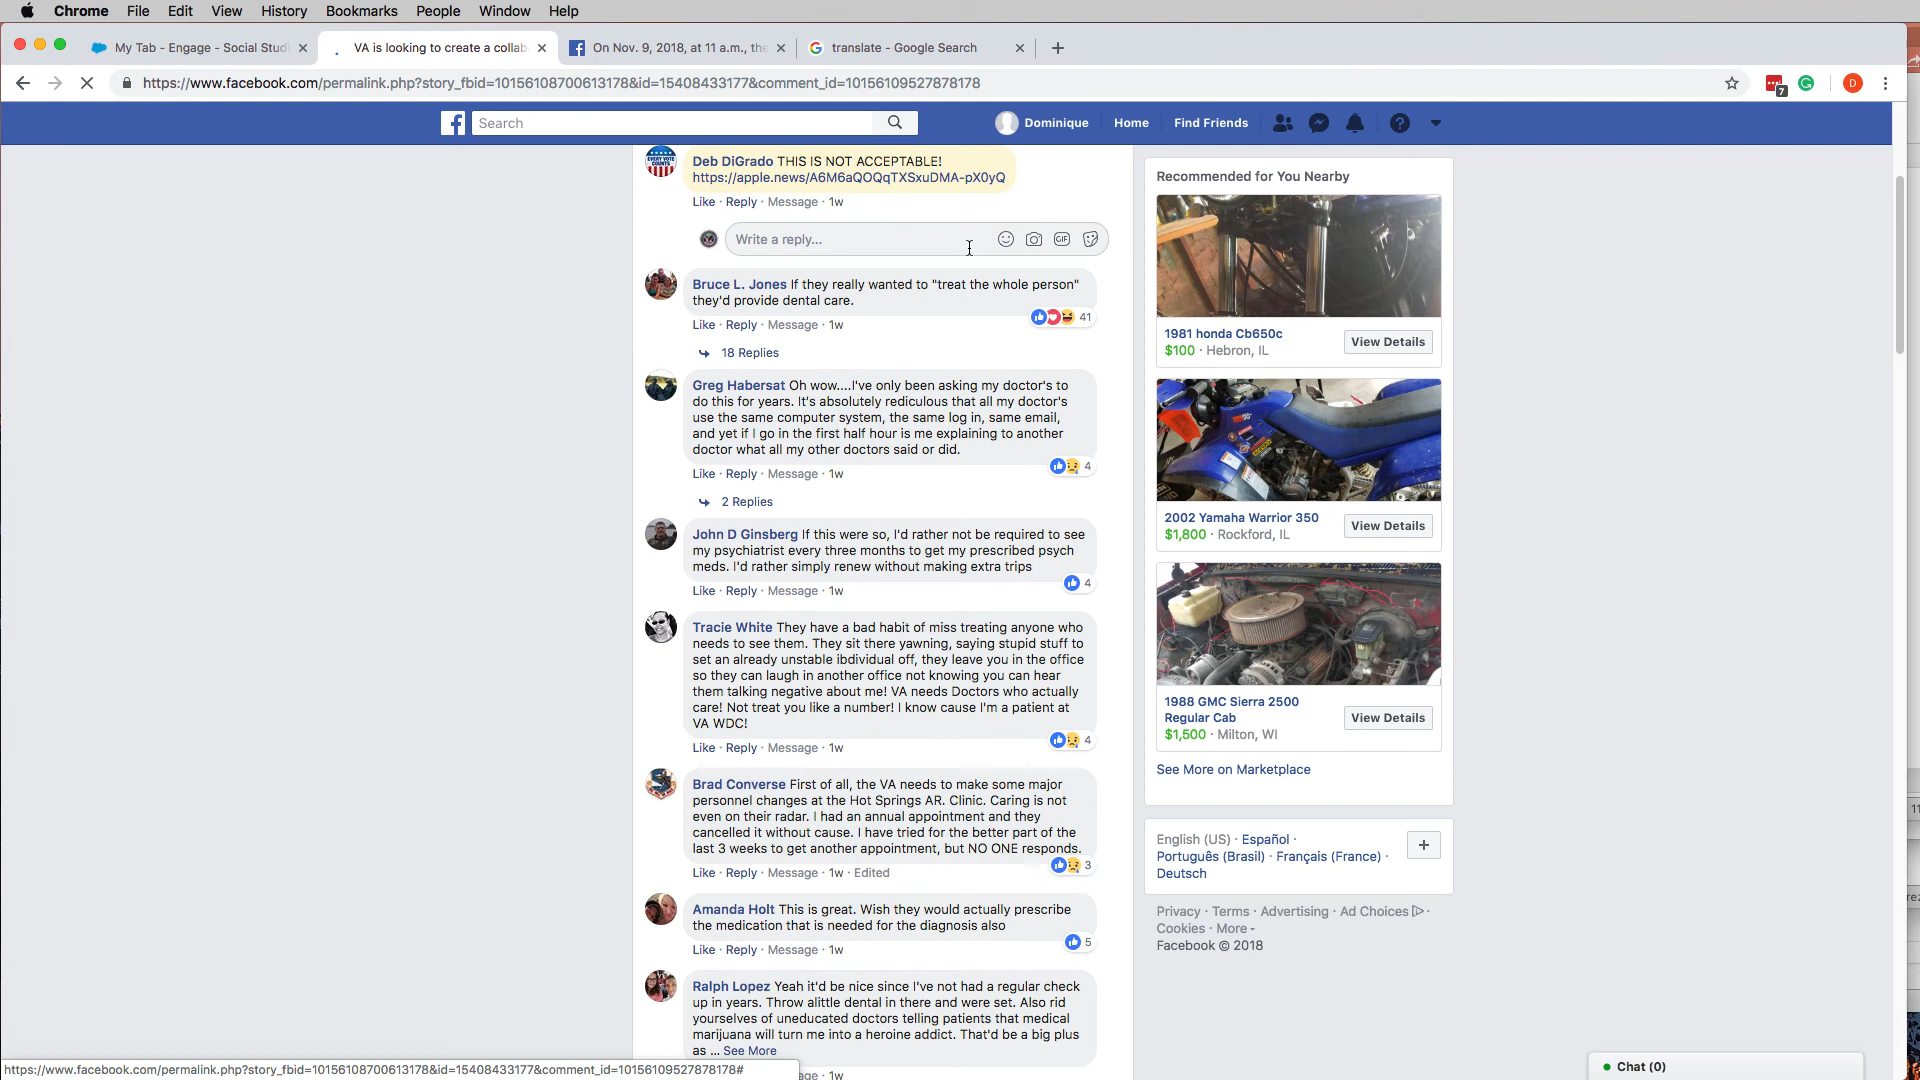 Chrome File Edit View History Bookmarks People Window Help
My Tab - Engage - Social Studi
VA is looking to create a collab
On Nov. 9, 2018, at 11 a.m., the
translate - Google Search
https://www.facebook.com/permalink.php?story_fbid=10156108700613178&id=15408433177&comment_id=10156109527878178
7
D
Search
Dominique Home Find Friends
EVERY VOTE COUNTS
Deb DiGrado THIS IS NOT ACCEPTABLE!
https://apple.news/A6M6aQOQqTXSxuDMA-pX0yQ
Like · Reply · Message · 1w
Write a reply...
GIF
Bruce L. Jones If they really wanted to "treat the whole person"
they'd provide dental care.
41
Like · Reply · Message · 1w
18 Replies
Greg Habersat Oh wow....I've only been asking my doctor's to
do this for years. It's absolutely rediculous that all my doctor's
use the same computer system, the same log in, same email,
and yet if I go in the first half hour is me explaining to another
doctor what all my other doctors said or did.
4
Like · Reply · Message · 1w
2 Replies
John D Ginsberg If this were so, I'd rather not be required to see
my psychiatrist every three months to get my prescribed psych
meds. I'd rather simply renew without making extra trips
4
Like · Reply · Message · 1w
Tracie White They have a bad habit of miss treating anyone who
needs to see them. They sit there yawning, saying stupid stuff to
set an already unstable ibdividual off, they leave you in the office
so they can laugh in another office not knowing you can hear
them talking negative about me! VA needs Doctors who actually
care! Not treat you like a number! I know cause I'm a patient at
VA WDC!
4
Like · Reply · Message · 1w
Brad Converse First of all, the VA needs to make some major
personnel changes at the Hot Springs AR. Clinic. Caring is not
even on their radar. I had an annual appointment and they
cancelled it without cause. I have tried for the better part of the
last 3 weeks to get another appointment, but NO ONE responds.
3
Like · Reply · Message · 1w · Edited
Amanda Holt This is great. Wish they would actually prescribe
the medication that is needed for the diagnosis also
5
Like · Reply · Message · 1w
Ralph Lopez Yeah it'd be nice since I've not had a regular check
up in years. Throw alittle dental in there and were set. Also rid
yourselves of uneducated doctors telling patients that medical
marijuana will turn me into a heroine addict. That'd be a big plus
as ... See More
age · 1w
https://www.facebook.com/permalink.php?story_fbid=10156108700613178&id=15408433177&comment_id=10156109527878178#
Recommended for You Nearby
1981 honda Cb650c
$100 · Hebron, IL
View Details
2002 Yamaha Warrior 350
$1,800 · Rockford, IL
View Details
1988 GMC Sierra 2500
Regular Cab
$1,500 · Milton, WI
View Details
See More on Marketplace
English (US) · Español ·
Português (Brasil) · Français (France) ·
Deutsch
Privacy · Terms · Advertising · Ad Choices ·
Cookies · More
Facebook © 2018
Chat (0)